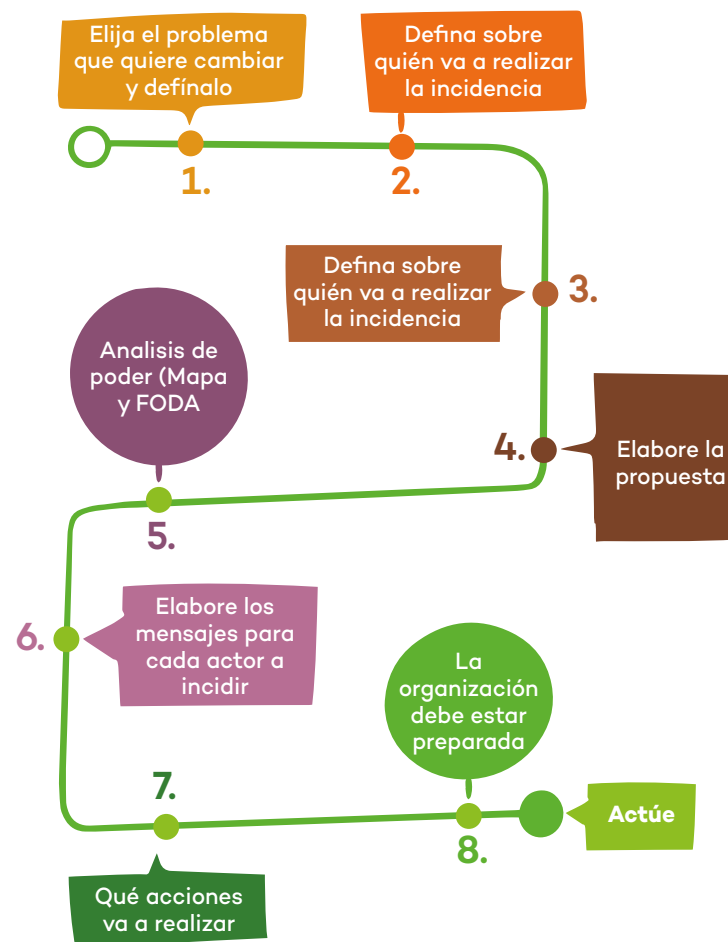 Elija el problema
que quiere cambiar
y defínalo
1.
Defina sobre
quién va a realizar
la incidencia
2.
Defina sobre
quién va a realizar
la incidencia
3.
4.
Elabore la
propuesta
Analisis de
poder (Mapa
y FODA
5.
6.
Elabore los
mensajes para
cada actor a
incidir
7.
Qué acciones
va a realizar
La
organización
debe estar
preparada
8.
Actúe